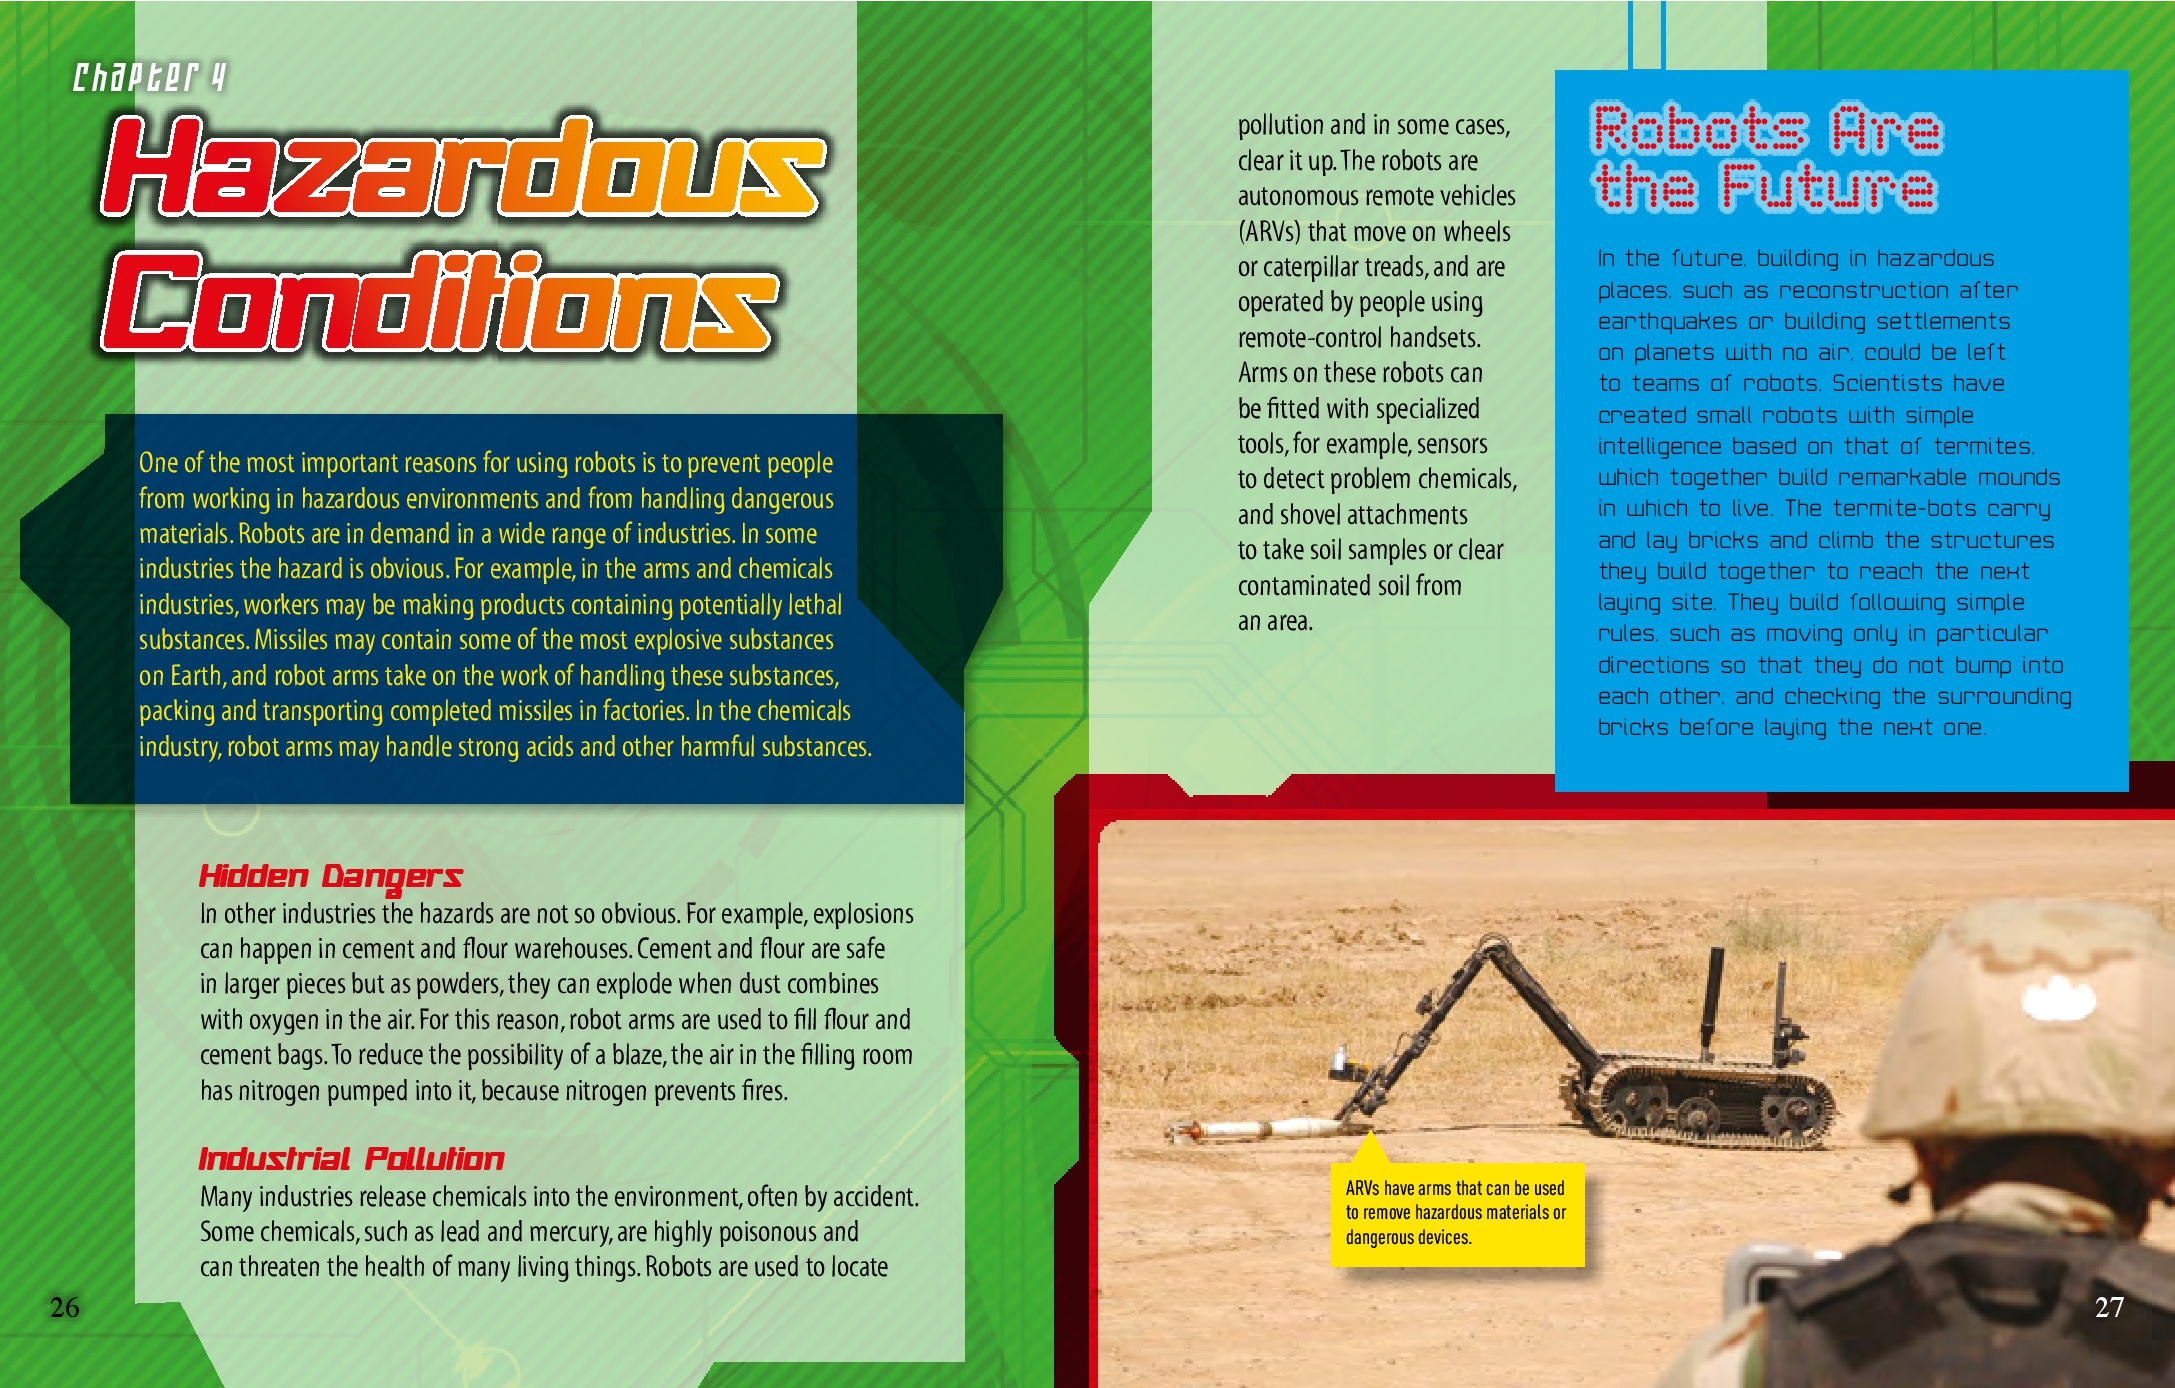 Chapter 4
Hazardous
Conditions
One of the most important reasons for using robots is to prevent people
from working in hazardous environments and from handling dangerous
materials. Robots are in demand in a wide range of industries. In some
industries the hazard is obvious. For example, in the arms and chemicals
industries, workers may be making products containing potentially lethal
substances. Missiles may contain some of the most explosive substances
on Earth, and robot arms take on the work of handling these substances,
packing and transporting completed missiles in factories. In the chemicals
industry, robot arms may handle strong acids and other harmful substances.
Hidden Dangers
In other industries the hazards are not so obvious. For example, explosions
can happen in cement and flour warehouses. Cement and flour are safe
in larger pieces but as powders, they can explode when dust combines
with oxygen in the air. For this reason, robot arms are used to fill flour and
cement bags. To reduce the possibility of a blaze, the air in the filling room
has nitrogen pumped into it, because nitrogen prevents fires.
Industrial Pollution
Many industries release chemicals into the environment, often by accident.
Some chemicals, such as lead and mercury, are highly poisonous and
can threaten the health of many living things. Robots are used to locate
26
pollution and in some cases,
clear it up. The robots are
autonomous remote vehicles
(ARVs) that move on wheels
or caterpillar treads, and are
operated by people using
remote-control handsets.
Arms on these robots can
be fitted with specialized
tools, for example, sensors
to detect problem chemicals,
and shovel attachments
to take soil samples or clear
contaminated soil from
an area.
Robots Are
the Future
In the future, building in hazardous
places, such as reconstruction after
earthquakes or building settlements
on planets with no air, could be left
to teams of robots. Scientists have
created small robots with simple
intelligence based on that of termites,
which together build remarkable mounds
in which to live. The termite-bots carry
and lay bricks and climb the structures
they build together to reach the next
laying site. They build following simple
rules, such as moving only in particular
directions so that they do not bump into
each other, and checking the surrounding
bricks before laying the next one.
ARVs have arms that can be used
to remove hazardous materials or
dangerous devices.
27